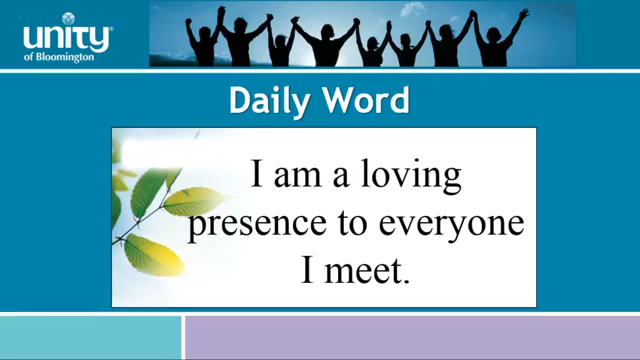 unity
of Bloomington
Daily Word
I am a loving
presence to everyone
I meet.